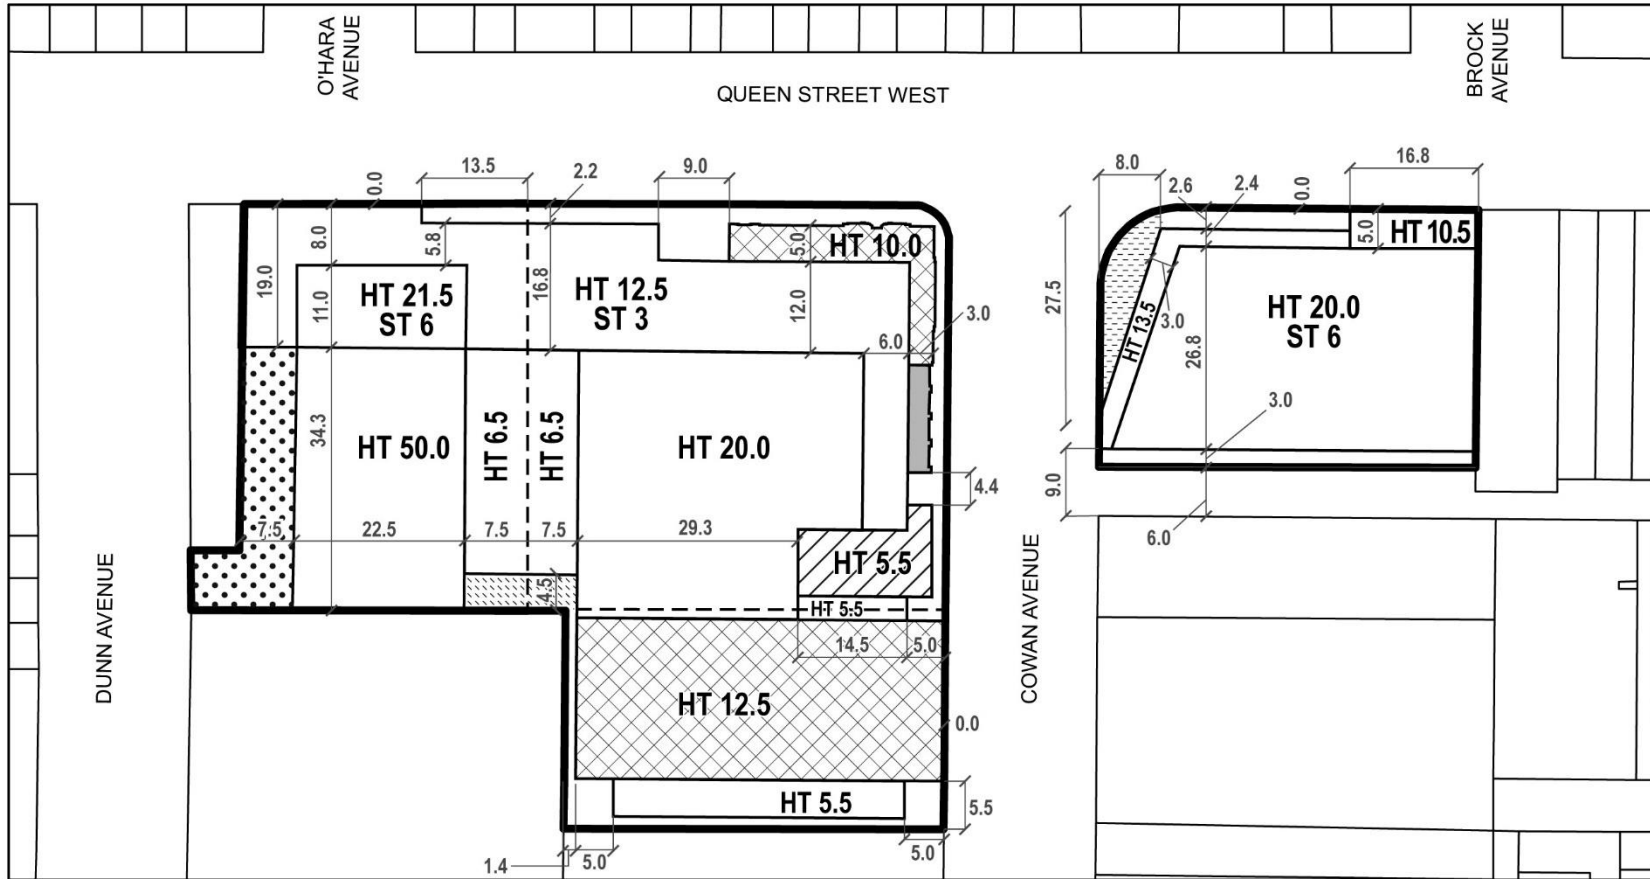 O'HARA
AVENUE
QUEEN STREET WEST
BROCK
AVENUE
13.5
0.0
2.2
9.0
8.0
2.6
2.4
0.0
16.8
8.0
5.8
5.0
HT 10.0
5.0
HT 10.5
19.0
11.0
HT 21.5
ST 6
16.8
HT 12.5
ST 3
12.0
6.0
3.0
27.5
HT 13.5
3.0
26.8
HT 20.0
ST 6
34.3
HT 50.0
HT 6.5
HT 6.5
HT 20.0
3.0
4.4
9.0
6.0
7.5
22.5
7.5
7.5
29.3
HT 5.5
4.5
HT 5.5
14.5
5.0
DUNN AVENUE
COWAN AVENUE
HT 12.5
0.0
HT 5.5
5.5
1.4
5.0
5.0